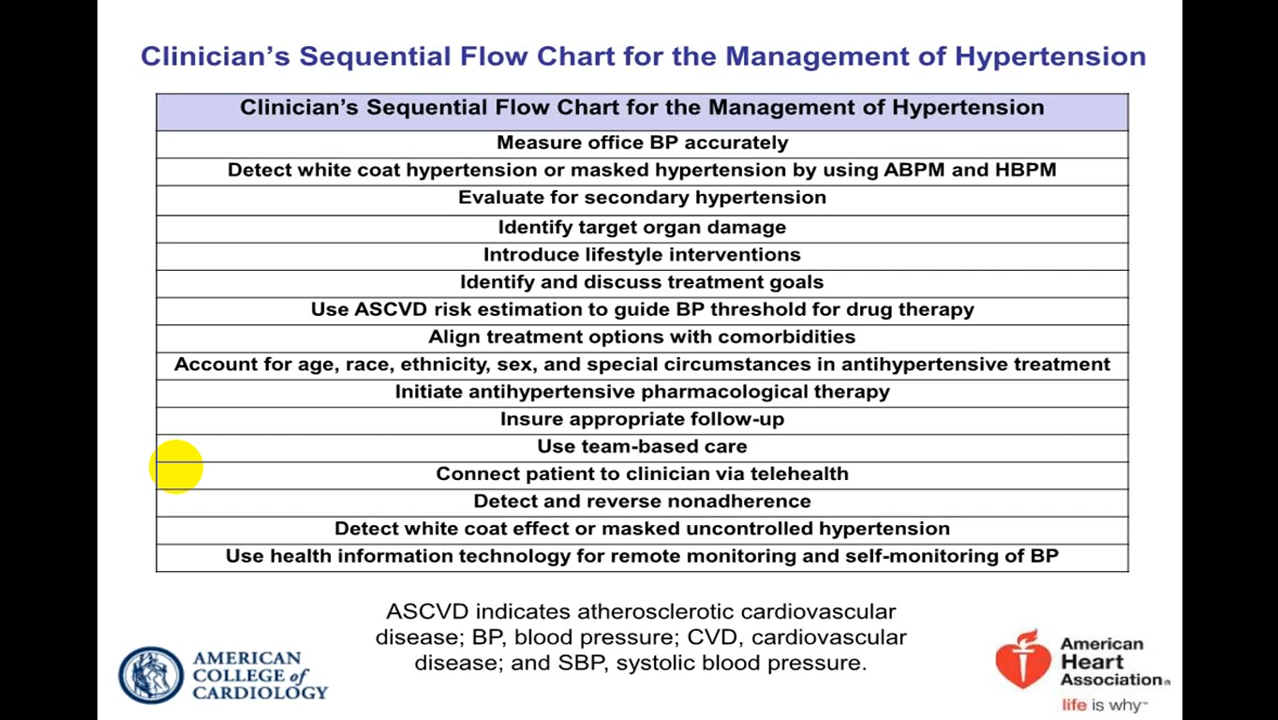 Clinician's Sequential Flow Chart for the Management of Hypertension
Clinician's Sequential Flow Chart for the Management of Hypertension
Measure office BP accurately
Detect white coat hypertension or masked hypertension by using ABPM and HBPM
Evaluate for secondary hypertension
Identify target organ damage
Introduce lifestyle interventions
Identify and discuss treatment goals
Use ASCVD risk estimation to guide BP threshold for drug therapy
Align treatment options with comorbidities
Account for age, race, ethnicity, sex, and special circumstances in antihypertensive treatment
Initiate antihypertensive pharmacological therapy
Insure appropriate follow-up
Use team-based care
Connect patient to clinician via telehealth
Detect and reverse nonadherence
Detect white coat effect or masked uncontrolled hypertension
Use health information technology for remote monitoring and self-monitoring of BP
ASCVD indicates atherosclerotic cardiovascular
disease; BP, blood pressure; CVD, cardiovascular
disease; and SBP, systolic blood pressure.
AMERICAN
COLLEGE of
CARDIOLOGY
American
Heart
Association®
life is why™